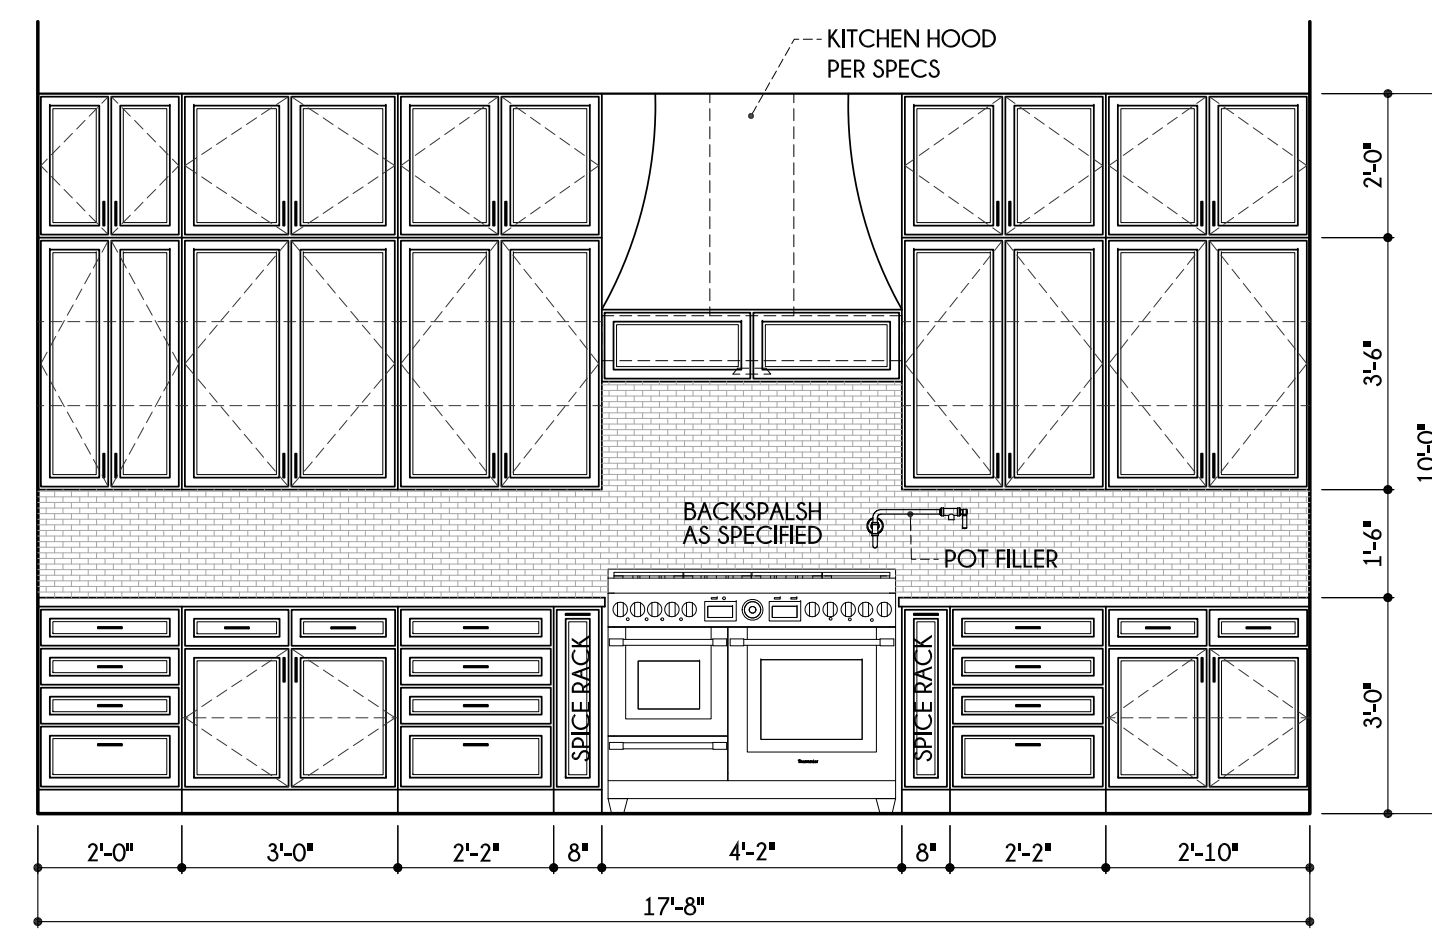 KITCHEN HOOD
PER SPECS
2'-0"
3'-6"
10'-0"
BACKSPALSH
AS SPECIFIED
POT FILLER
1'-6"
SPICE RACK
SPICE RACK
3'-0"
2'-0"
3'-0"
2'-2"
8"
4'-2"
8"
2'-2"
2'-10"
17'-8"